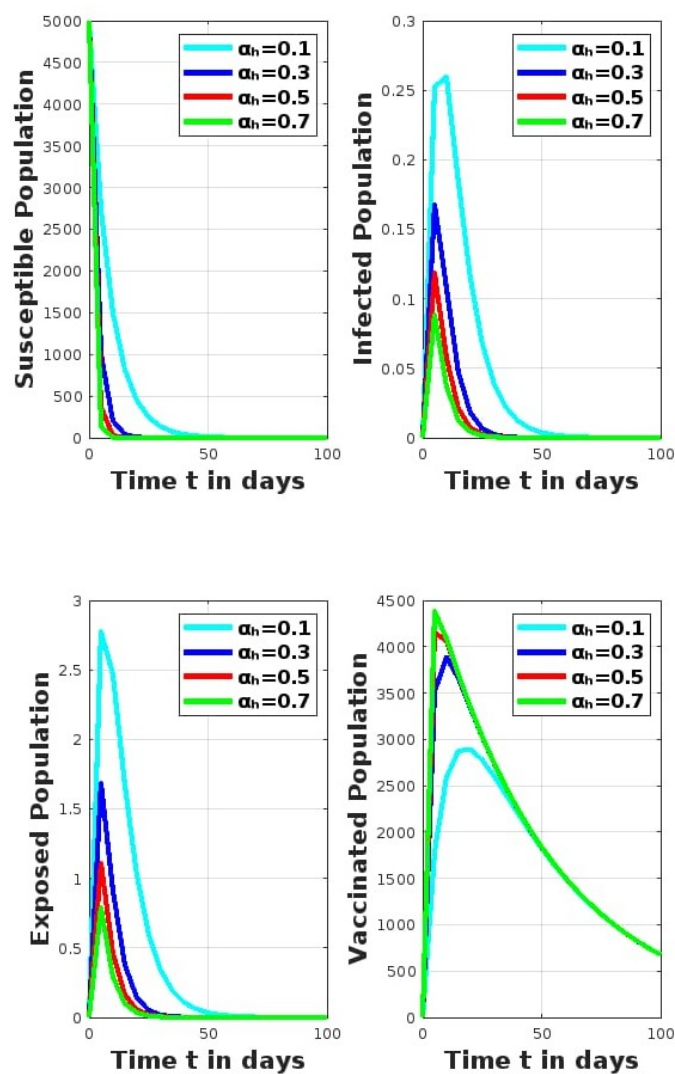 5000
4500
4000
3500
3000
2500
2000
1500
1000
500
0
Susceptible Population
αₕ=0.1
αₕ=0.3
αₕ=0.5
αₕ=0.7
0 50 100
Time t in days
0.3
0.25
0.2
0.15
0.1
0.05
0
Infected Population
αₕ=0.1
αₕ=0.3
αₕ=0.5
αₕ=0.7
0 50 100
Time t in days
3
2.5
2
1.5
1
0.5
0
Exposed Population
αₕ=0.1
αₕ=0.3
αₕ=0.5
αₕ=0.7
0 50 100
Time t in days
4500
4000
3500
3000
2500
2000
1500
1000
500
0
Vaccinated Population
αₕ=0.1
αₕ=0.3
αₕ=0.5
αₕ=0.7
0 50 100
Time t in days